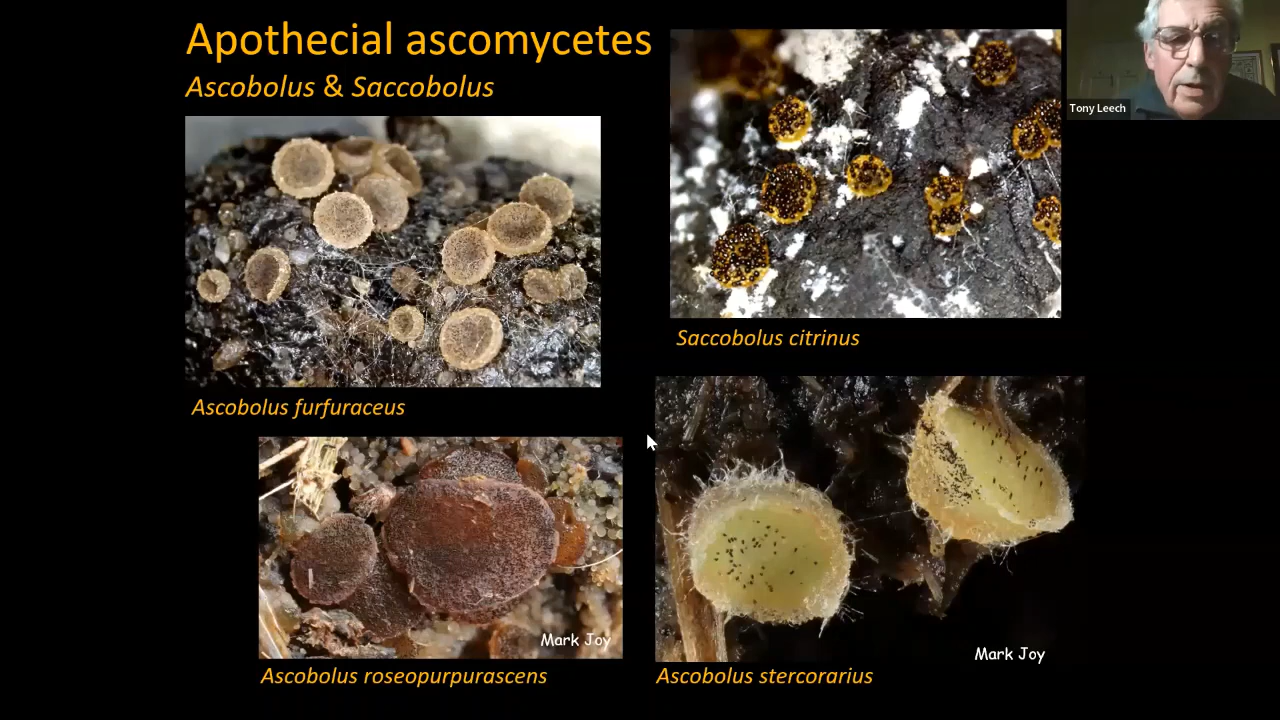 Apothecial ascomycetes
Ascobolus & Saccobolus
Tony Leech
Saccobolus citrinus
Ascobolus furfuraceus
Mark Joy
Mark Joy
Ascobolus roseopurpurascens
Ascobolus stercorarius